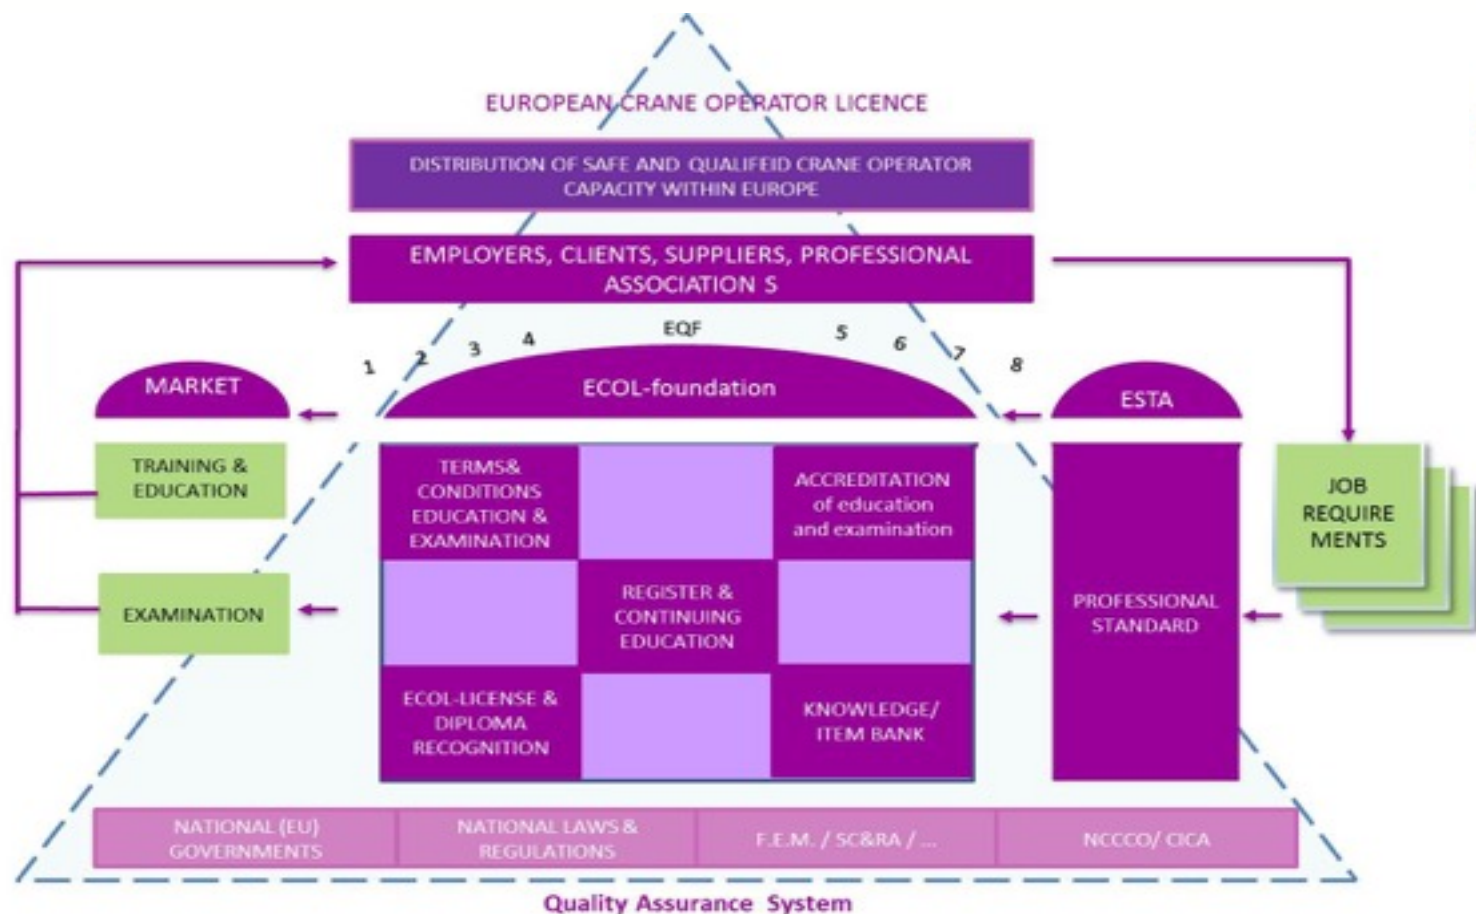 EUROPEAN CRANE OPERATOR LICENCE
DISTRIBUTION OF SAFE AND QUALIFEID CRANE OPERATOR
CAPACITY WITHIN EUROPE
EMPLOYERS, CLIENTS, SUPPLIERS, PROFESSIONAL
ASSOCIATION S
1 2 3 4 EQF 5 6 7 8
MARKET
ECOL-foundation
ESTA
TRAINING &
EDUCATION
EXAMINATION
TERMS&
CONDITIONS
EDUCATION &
EXAMINATION
ACCREDITATION
of education
and examination
REGISTER &
CONTINUING
EDUCATION
ECOL-LICENSE &
DIPLOMA
RECOGNITION
KNOWLEDGE/
ITEM BANK
PROFESSIONAL
STANDARD
JOB
REQUIRE
MENTS
NATIONAL (EU)
GOVERNMENTS
NATIONAL LAWS &
REGULATIONS
F.E.M. / SC&RA / ...
NCCCO/ CICA
Quality Assurance System